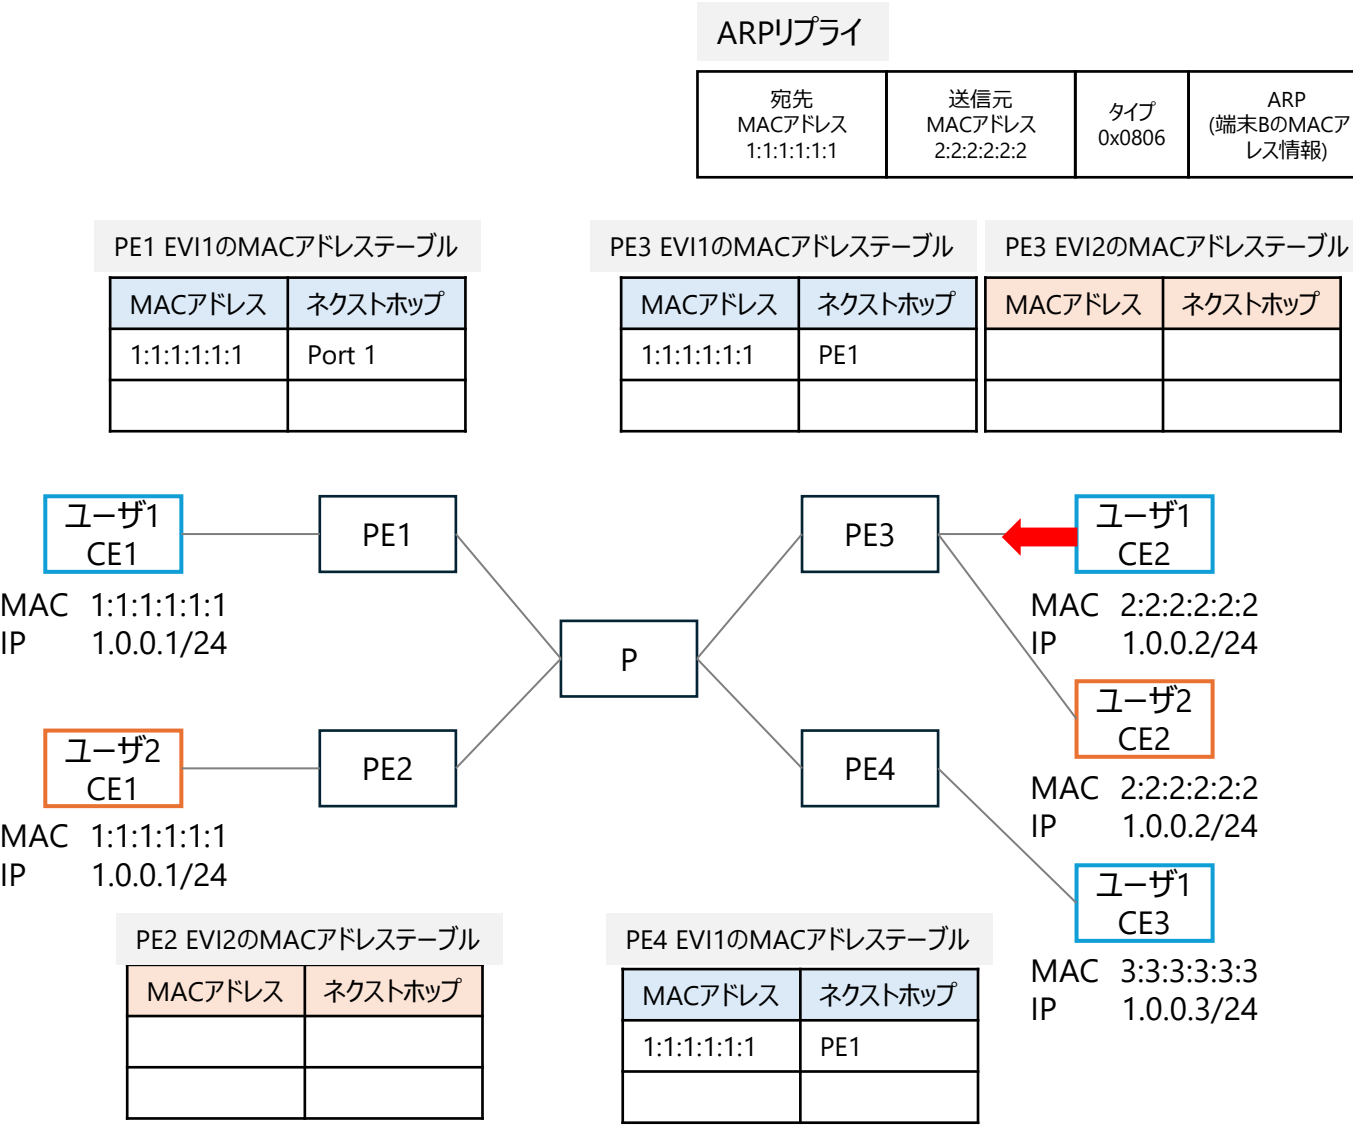 ARPリプライ
宛先
MACアドレス
1:1:1:1:1:1
送信元
MACアドレス
2:2:2:2:2:2
タイプ
0x0806
ARP
(端末BのMACア
レス情報)
PE1 EVI1のMACアドレステーブル
MACアドレス ネクストホップ
1:1:1:1:1:1 Port 1
PE3 EVI1のMACアドレステーブル
MACアドレス ネクストホップ
1:1:1:1:1:1 PE1
PE3 EVI2のMACアドレステーブル
MACアドレス ネクストホップ
ユーザ1
CE1
MAC 1:1:1:1:1:1
IP 1.0.0.1/24
PE1
PE3
ユーザ1
CE2
MAC 2:2:2:2:2:2
IP 1.0.0.2/24
P
ユーザ2
CE1
MAC 1:1:1:1:1:1
IP 1.0.0.1/24
PE2
PE4
ユーザ2
CE2
MAC 2:2:2:2:2:2
IP 1.0.0.2/24
ユーザ1
CE3
MAC 3:3:3:3:3:3
IP 1.0.0.3/24
PE2 EVI2のMACアドレステーブル
MACアドレス ネクストホップ
PE4 EVI1のMACアドレステーブル
MACアドレス ネクストホップ
1:1:1:1:1:1 PE1